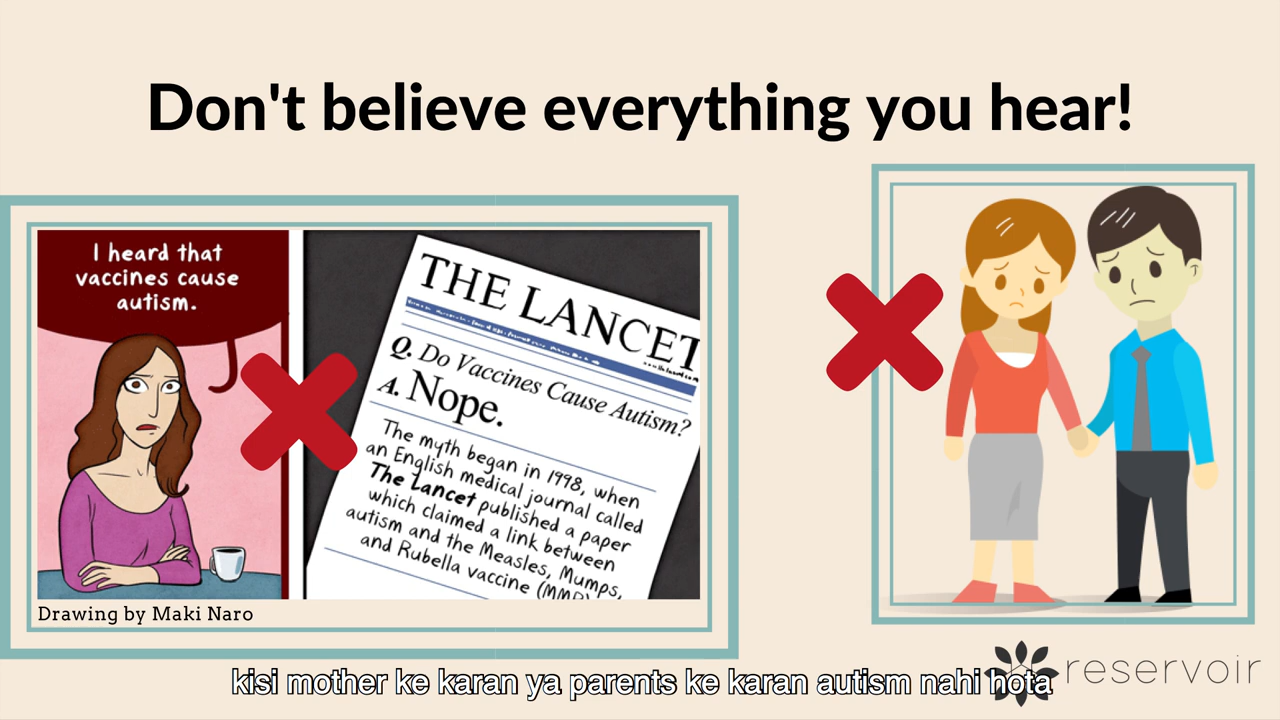 Don't believe everything you hear!
I heard that
vaccines cause
autism.
THE LANCET
Q. Do Vaccines Cause Autism?
A. Nope.
The myth began in 1998, when
an English medical journal called
The Lancet published a paper
which claimed a link between
autism and the Measles, Mumps,
and Rubella vaccine (MMR).
Drawing by Maki Naro
reservoir
kisi mother ke karan ya parents ke karan autism nahi hota